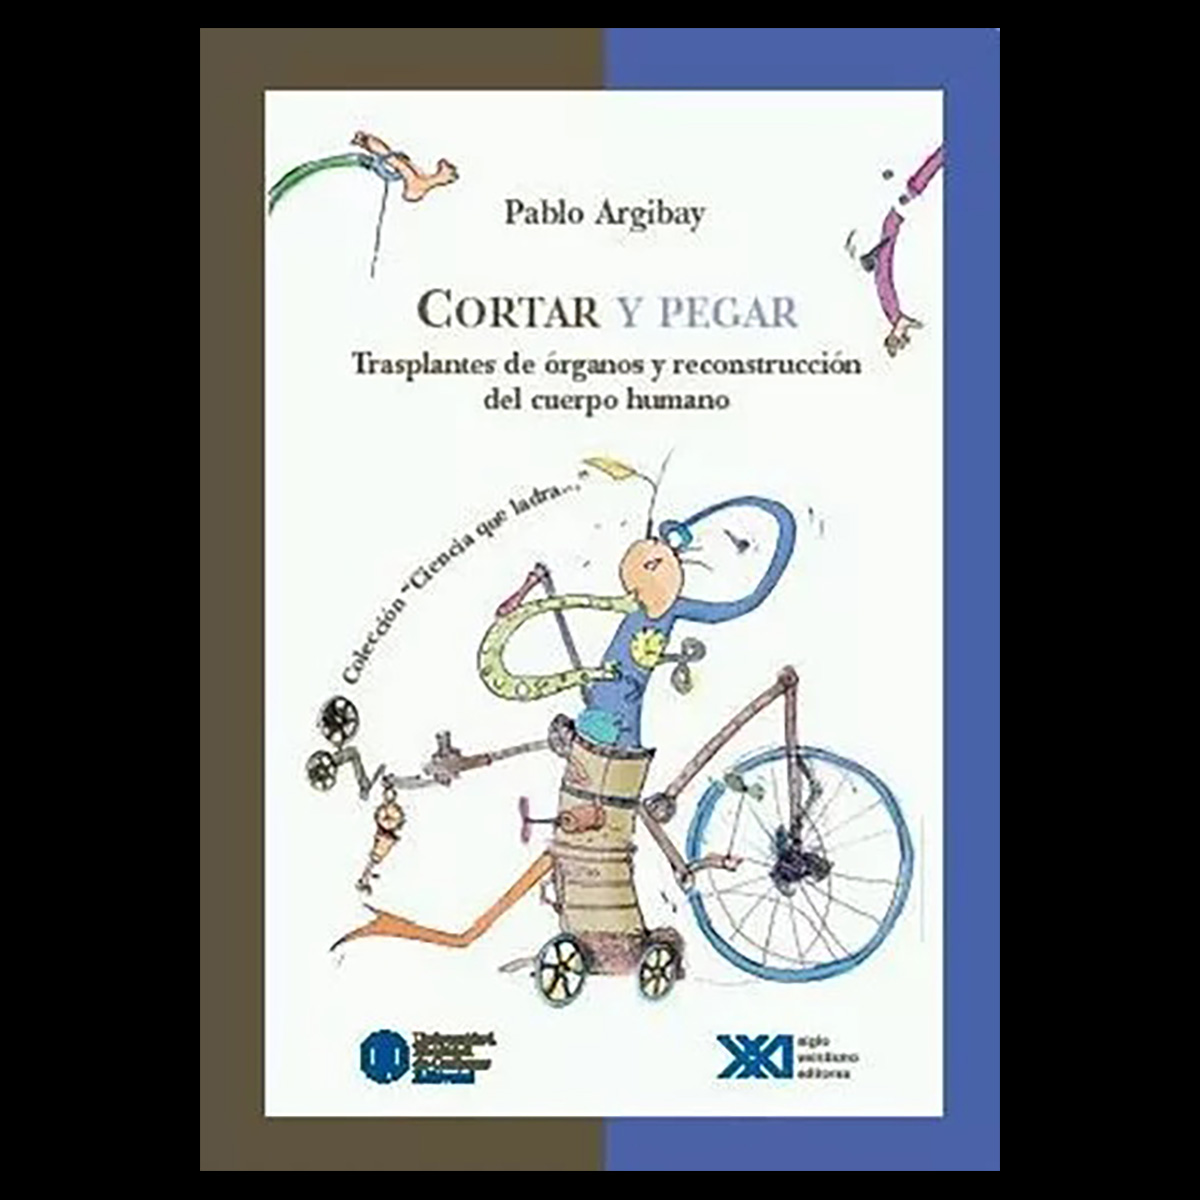 Pablo Argibay
CORTAR Y PEGAR
Trasplantes de órganos y reconstrucción
del cuerpo humano
Colección "Ciencia que ladra..."
siglo
veintiuno
editores